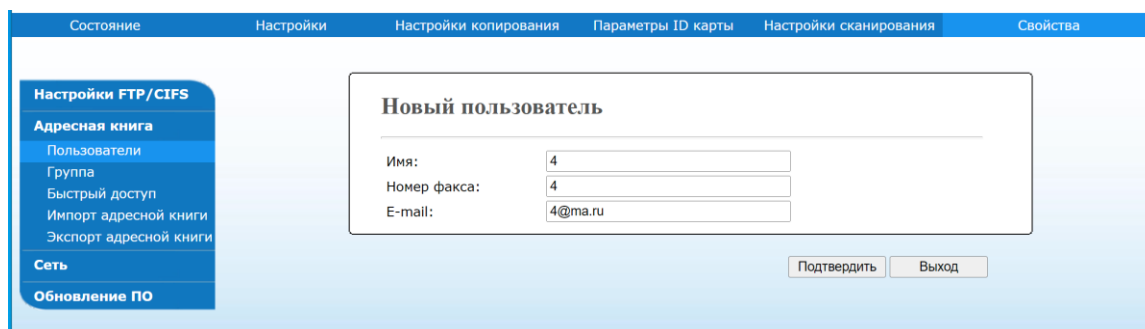 Состояние Настройки Настройки копирования Параметры ID карты Настройки сканирования Свойства
Настройки FTP/CIFS
Адресная книга
Пользователи
Группа
Быстрый доступ
Импорт адресной книги
Экспорт адресной книги
Сеть
Обновление ПО
Новый пользователь
Имя: 4
Номер факса: 4
E-mail: 4@ma.ru
Подтвердить Выход